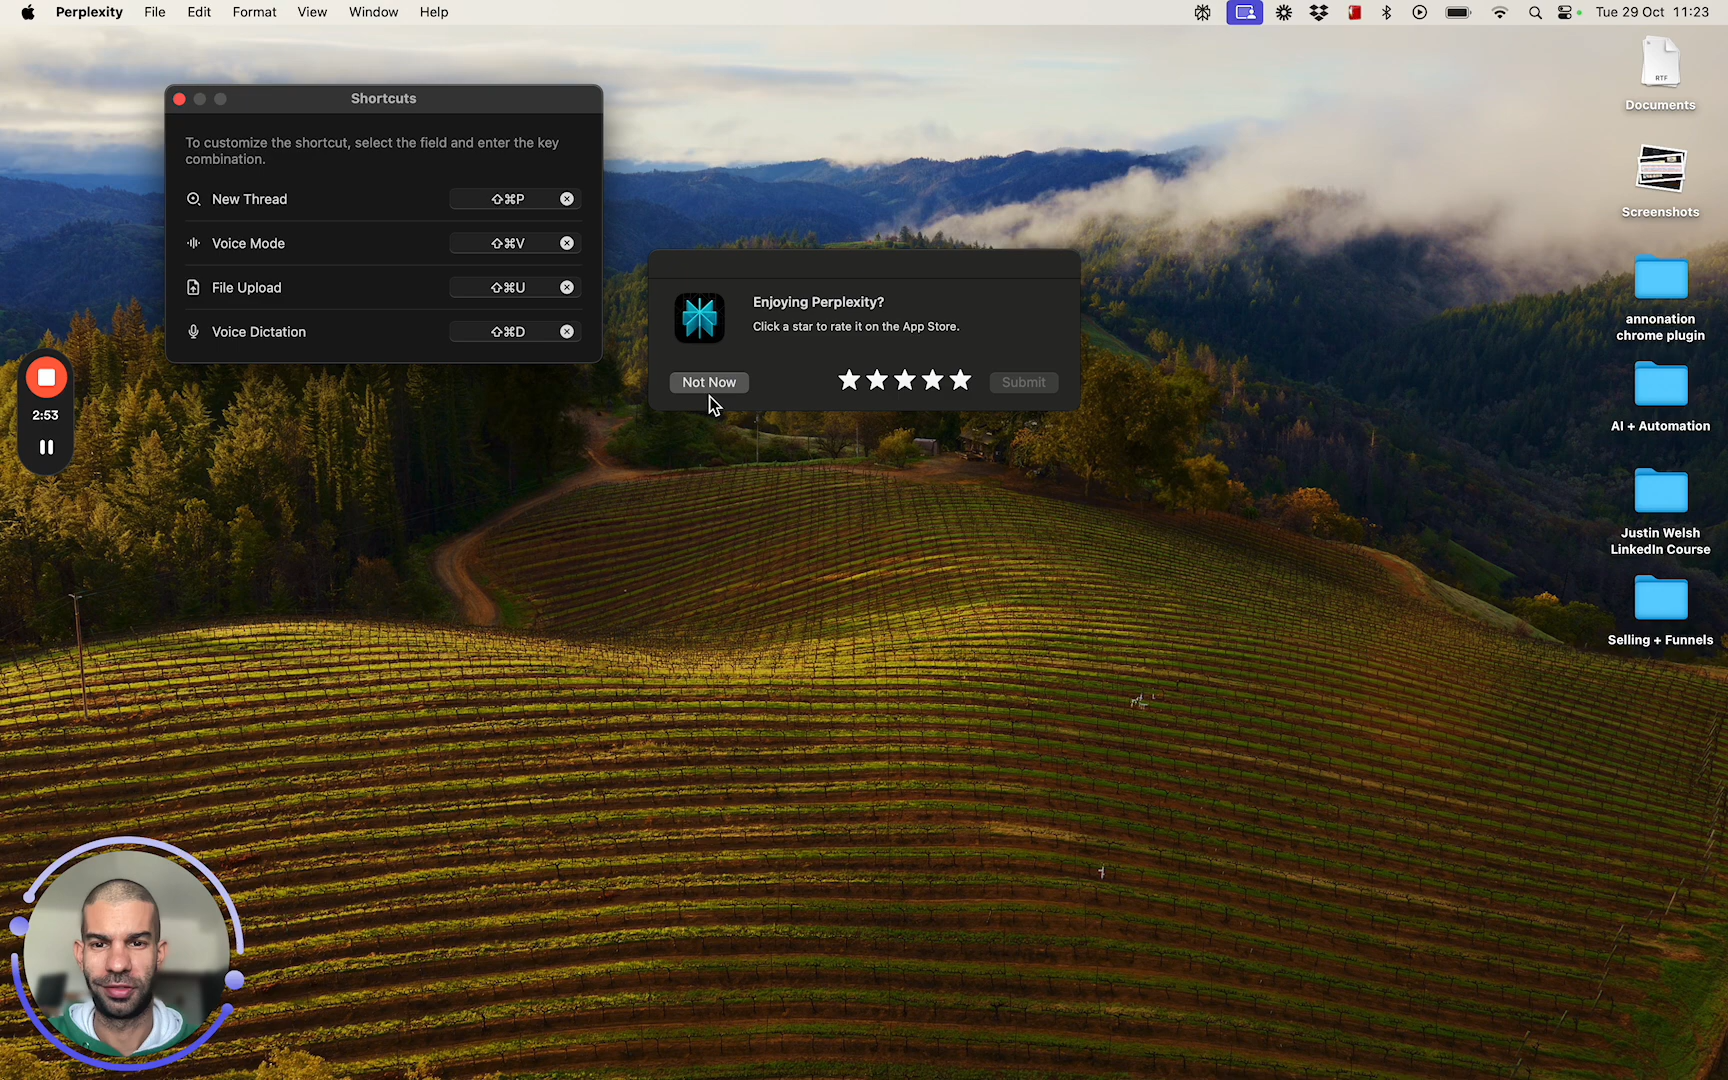 Perplexity File Edit Format View Window Help
Tue 29 Oct 11:23
Shortcuts
To customize the shortcut, select the field and enter the key
combination.
New Thread ⇧⌘P
Voice Mode ⇧⌘V
File Upload ⇧⌘U
Voice Dictation ⇧⌘D
Enjoying Perplexity?
Click a star to rate it on the App Store.
Not Now
Submit
2:53
RTF
Documents
Screenshots
annonation
chrome plugin
AI + Automation
Justin Welsh
LinkedIn Course
Selling + Funnels